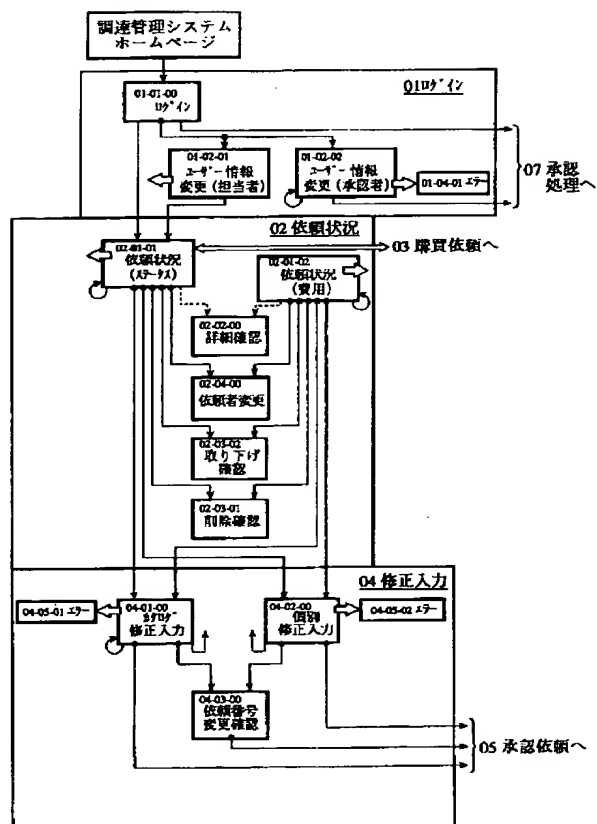 調達管理システム
ホームページ
01ログイン
01-01-00
ログイン
01-02-01
ユーザー情報
変更(担当者)
01-02-02
ユーザー情報
変更(承認者)
01-04-01 エラー
07 承認
処理へ
02 依頼状況
02-01-01
依頼状況
(ステータス)
03 購買依頼へ
02-01-02
依頼状況
(費用)
02-02-00
詳細確認
02-04-00
依頼者変更
02-03-02
取り下げ
確認
02-03-01
削除確認
04 修正入力
04-05-01 エラー
04-01-00
カタログ
修正入力
04-02-00
個別
修正入力
04-05-02 エラー
04-03-00
依頼番号
変更確認
05 承認依頼へ